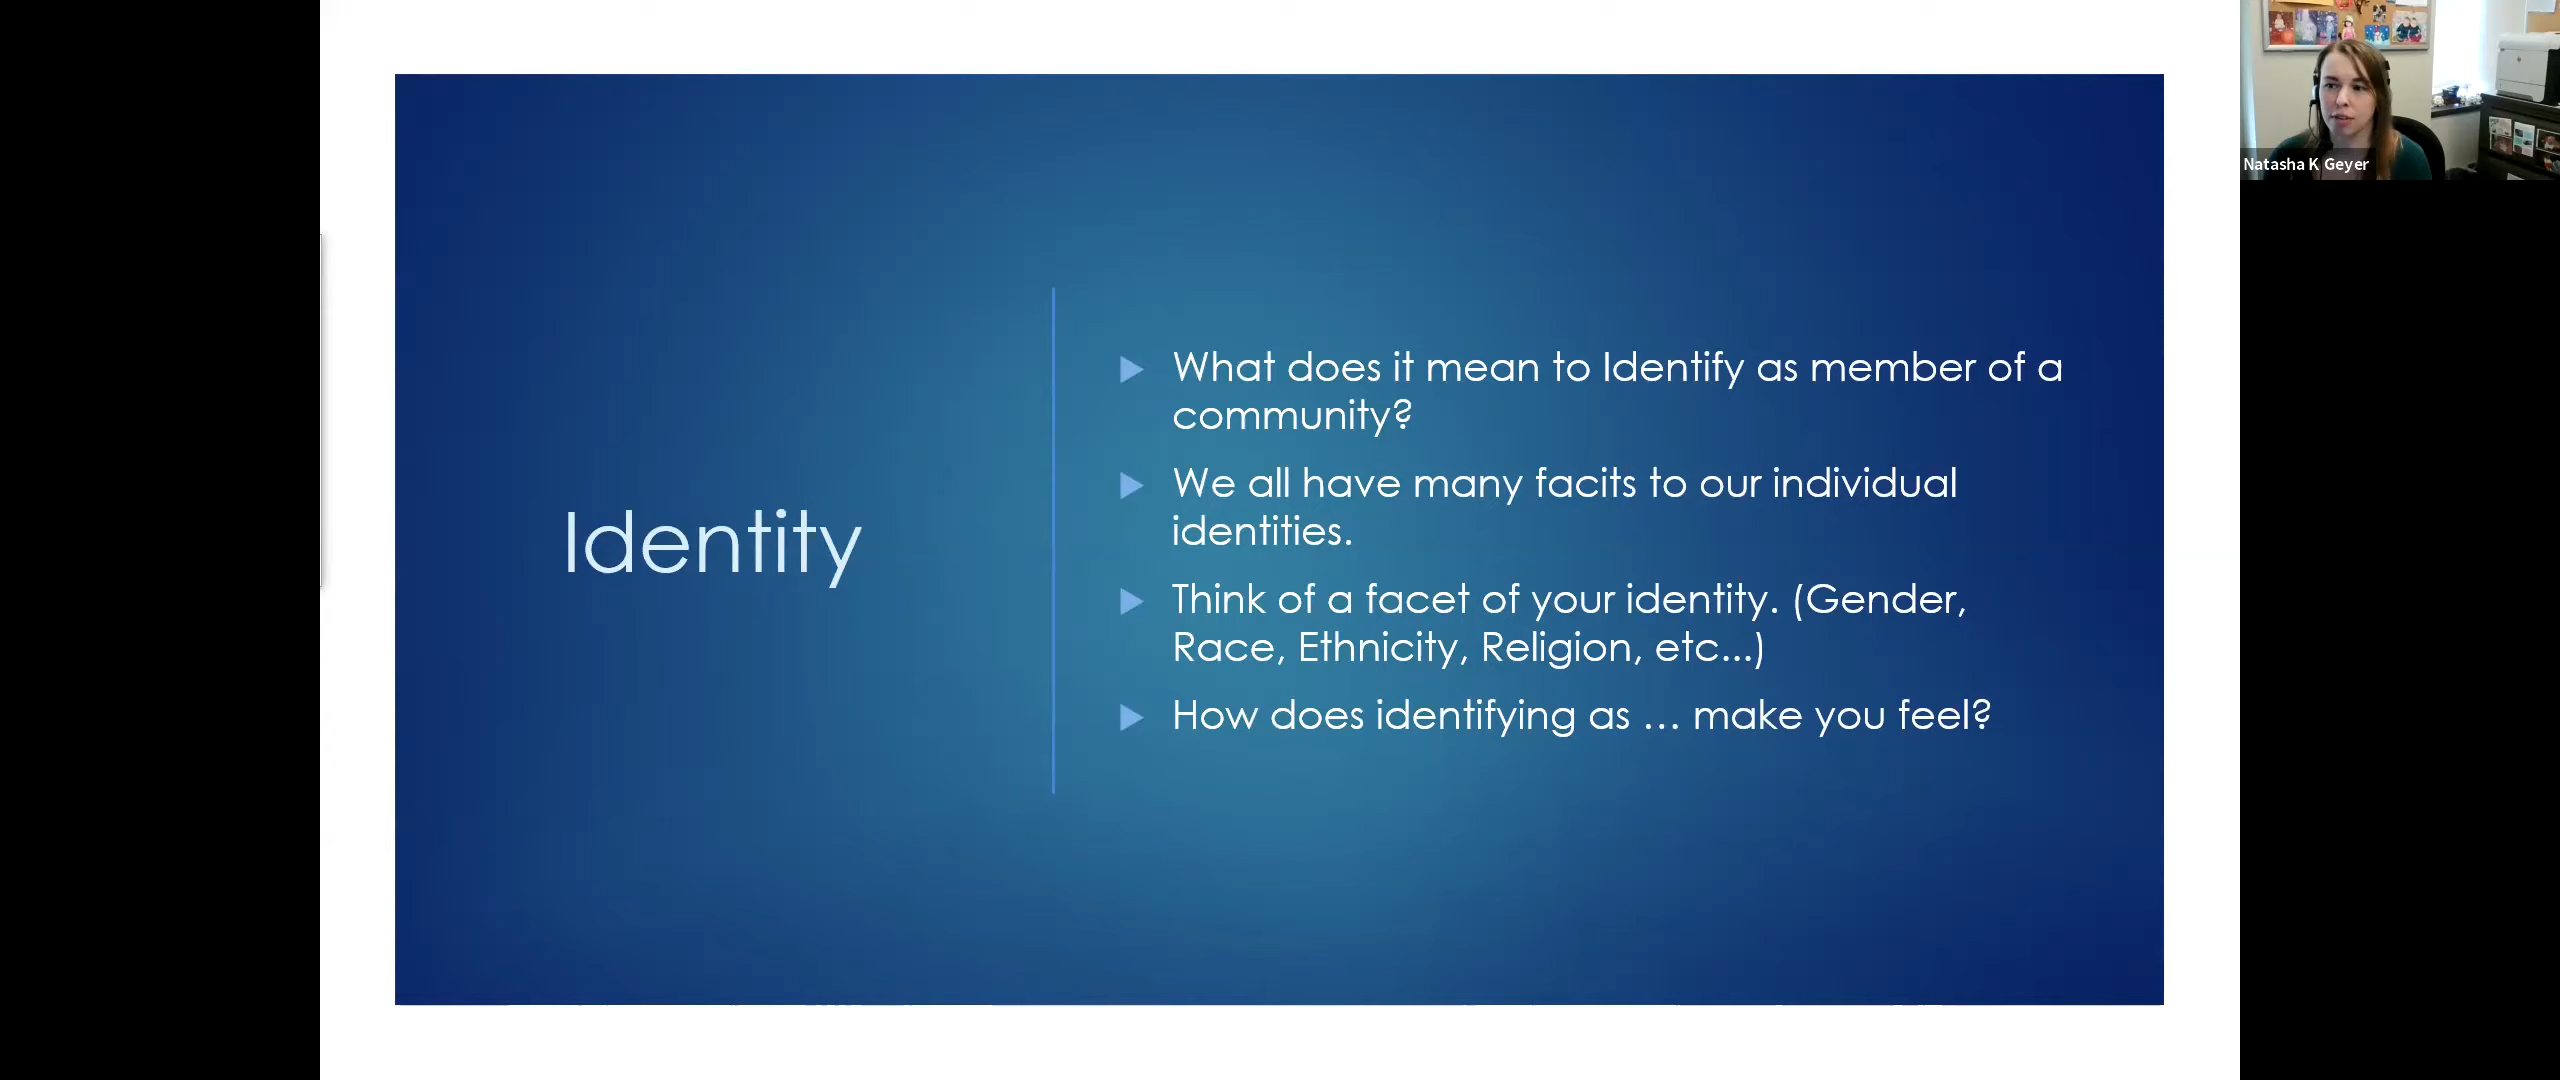 Identity
What does it mean to Identify as member of a
community?
We all have many facits to our individual
identities.
Think of a facet of your identity. (Gender,
Race, Ethnicity, Religion, etc...)
How does identifying as … make you feel?
Natasha K Geyer